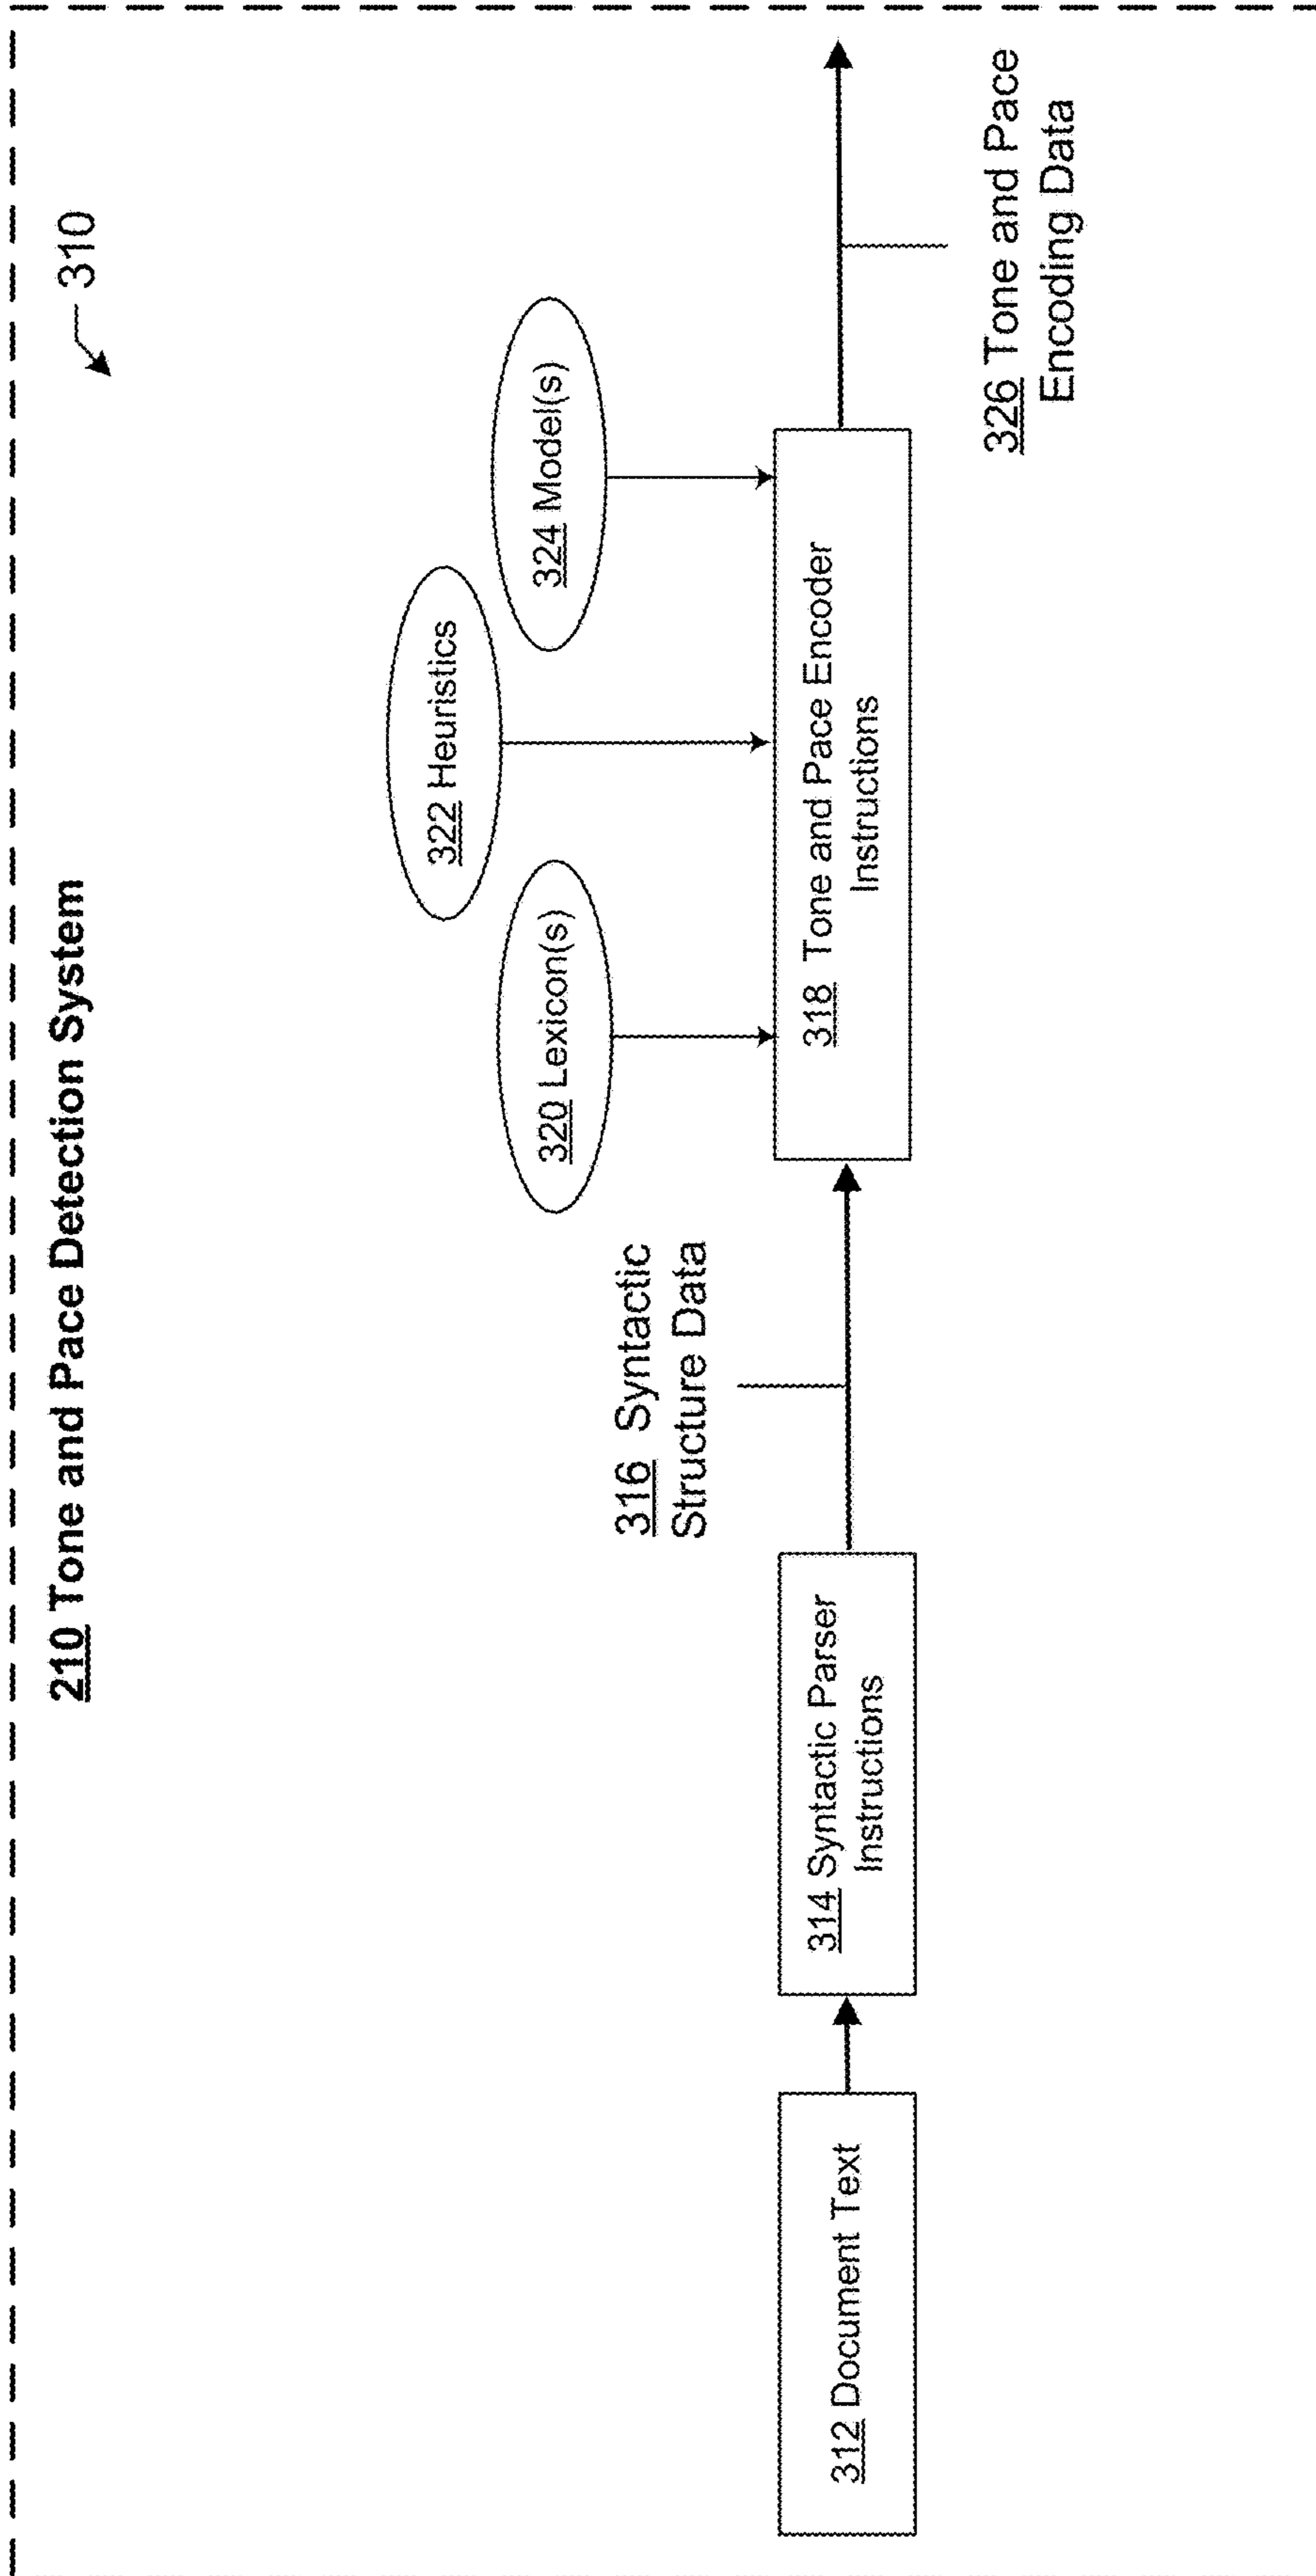 210 Tone and Pace Detection System
310
322 Heuristics
320 Lexicon(s)
324 Model(s)
316 Syntactic
Structure Data
312 Document Text
314 Syntactic Parser
Instructions
318 Tone and Pace Encoder
Instructions
326 Tone and Pace
Encoding Data